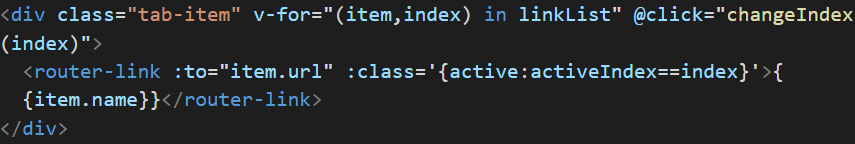 <div class="tab-item" v-for="(item,index) in linkList" @click="changeIndex
(index)">
<router-link :to="item.url" :class='{active:activeIndex==index}'>{
{item.name}}</router-link>
</div>